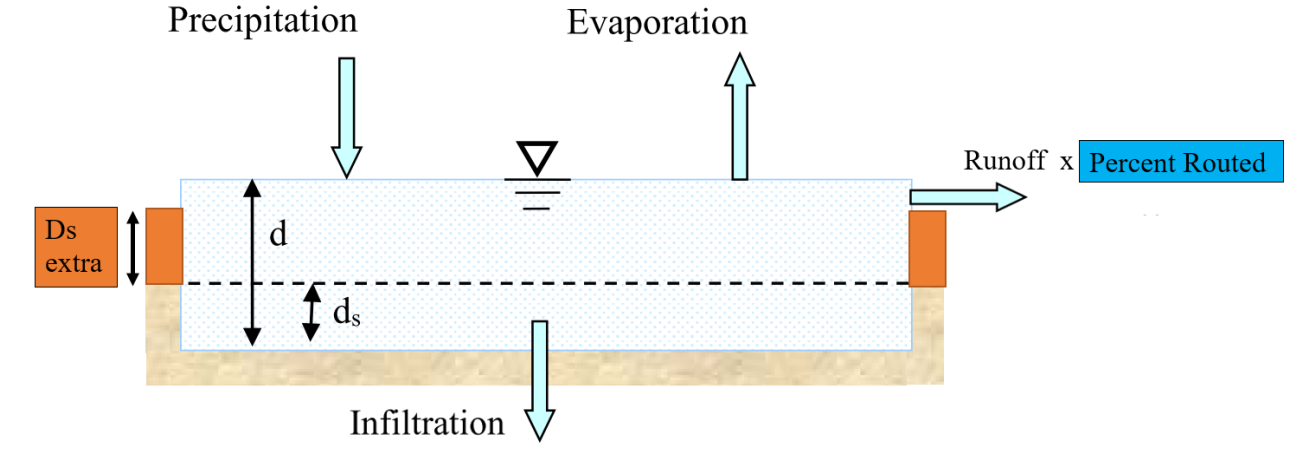 Precipitation
Evaporation
Runoff x Percent Routed
Ds
extra
d
ds
Infiltration